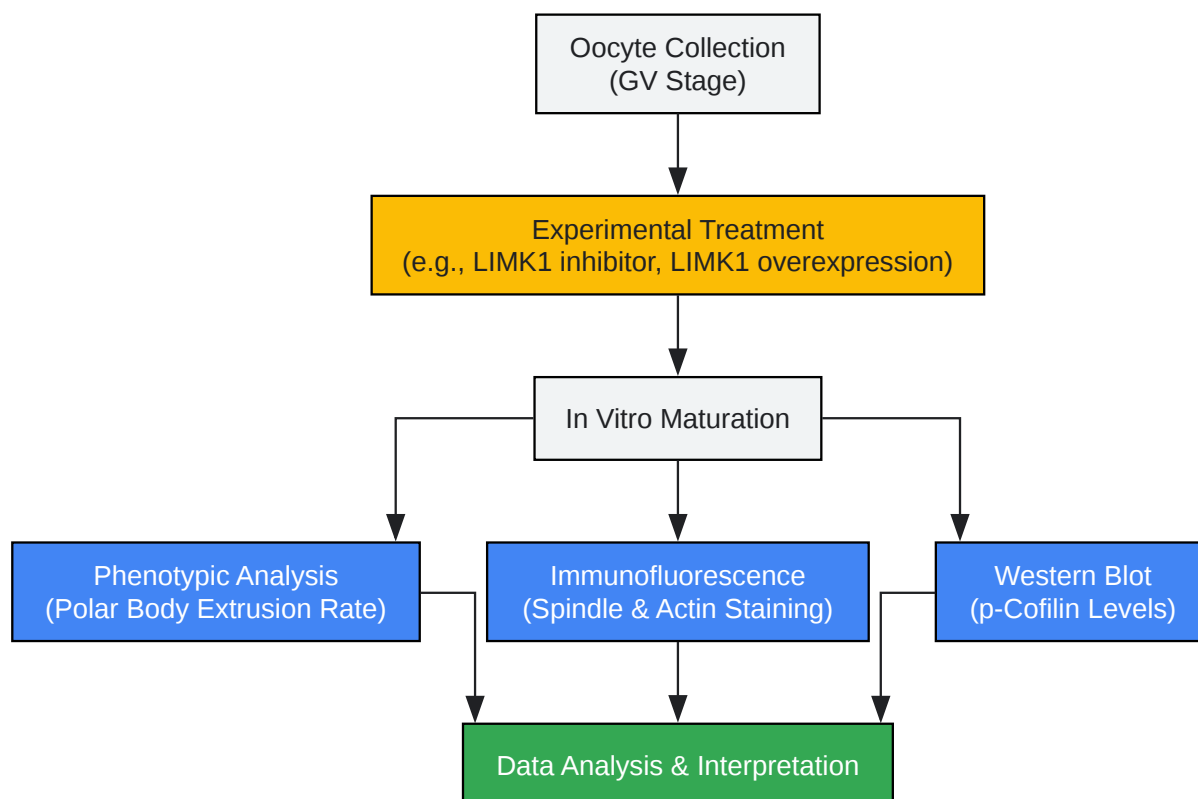 Oocyte Collection
(GV Stage)
Experimental Treatment
(e.g., LIMK1 inhibitor, LIMK1 overexpression)
In Vitro Maturation
Phenotypic Analysis
(Polar Body Extrusion Rate)
Immunofluorescence
(Spindle & Actin Staining)
Western Blot
(p-Cofilin Levels)
Data Analysis & Interpretation